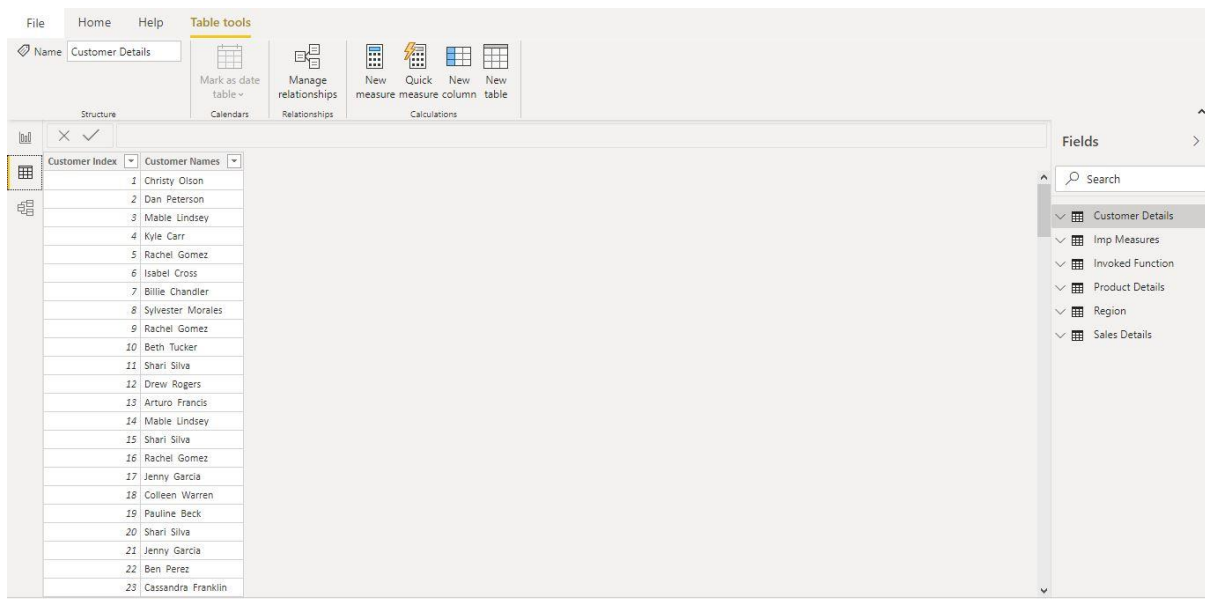 File Home Help Table tools
Name Customer Details
Mark as date
table
Manage
relationships
New
measure
Quick
measure
New
column
New
table
Structure Calendars Relationships Calculations
Fields
Search
Customer Details
Imp Measures
Invoked Function
Product Details
Region
Sales Details
Customer Index Customer Names
1 Christy Olson
2 Dan Peterson
3 Mable Lindsey
4 Kyle Carr
5 Rachel Gomez
6 Isabel Cross
7 Billie Chandler
8 Sylvester Morales
9 Rachel Gomez
10 Beth Tucker
11 Shari Silva
12 Drew Rogers
13 Arturo Francis
14 Mable Lindsey
15 Shari Silva
16 Rachel Gomez
17 Jenny Garcia
18 Colleen Warren
19 Pauline Beck
20 Shari Silva
21 Jenny Garcia
22 Ben Perez
23 Cassandra Franklin